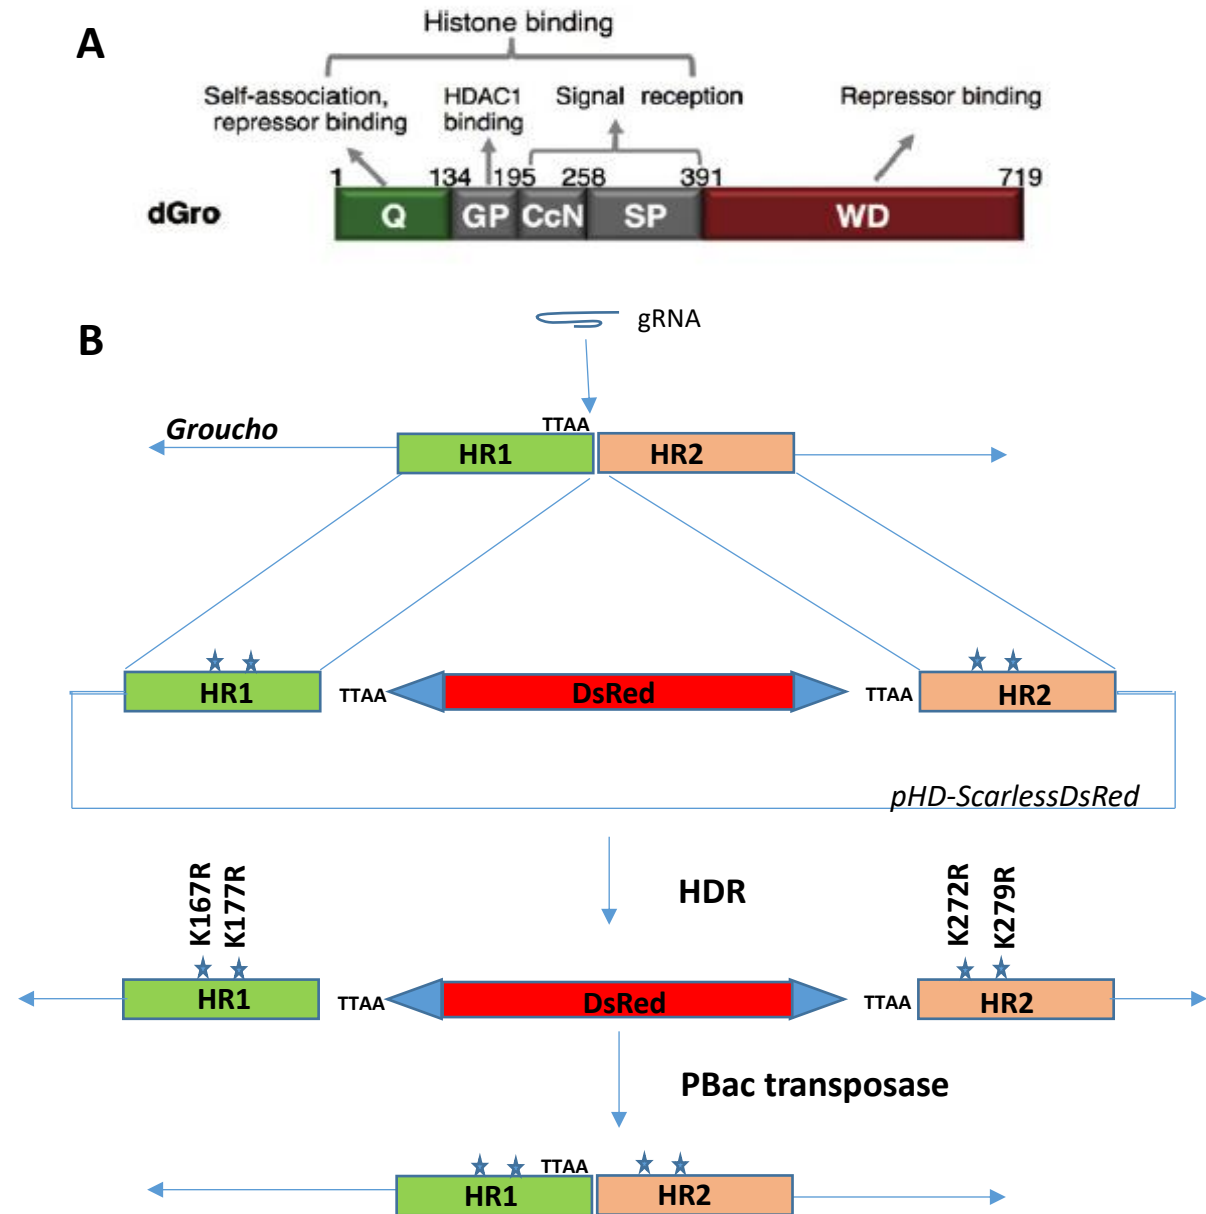 A
Histone binding
Self-association, repressor binding
HDAC1 binding
Signal reception
Repressor binding
1 134 195 258 391 719
dGro Q GP CcN SP WD
B
gRNA
Groucho
TTAA
HR1 HR2
HR1 TTAA DsRed TTAA HR2
pHD-ScarlessDsRed
HDR
K167R K177R K272R K279R
HR1 TTAA DsRed TTAA HR2
PBac transposase
TTAA
HR1 HR2